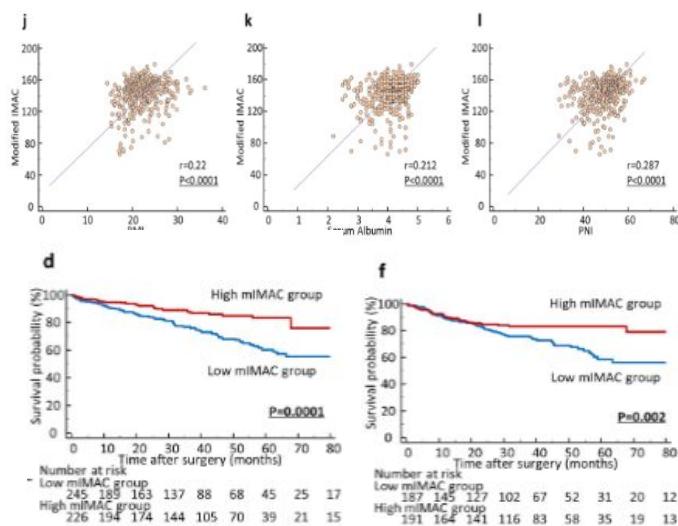 j
k
l
Modified IMAC
200
160
120
80
40
0
r=0.22
P<0.0001
0 10 20 30 40
Modified IMAC
200
160
120
80
40
0
r=0.212
P<0.0001
0 1 2 3 4 5 6
Serum Albumin
Modified IMAC
200
160
120
80
40
0
r=0.287
P<0.0001
0 20 40 60 80
PNI
d
Survival probability (%)
100
80
60
40
20
High mIMAC group
Low mIMAC group
P=0.0001
0 10 20 30 40 50 60 70 80
Time after surgery (months)
Number at risk
Low mIMAC group
245 189 163 137 88 68 45 25 17
High mIMAC group
226 194 174 144 105 70 39 21 15
f
Survival probability (%)
100
80
60
40
20
High mIMAC group
Low mIMAC group
P=0.002
0 10 20 30 40 50 60 70 80
Time after surgery (months)
Number at risk
Low mIMAC group
187 145 127 102 67 52 31 20 12
High mIMAC group
191 164 141 116 83 58 35 19 13